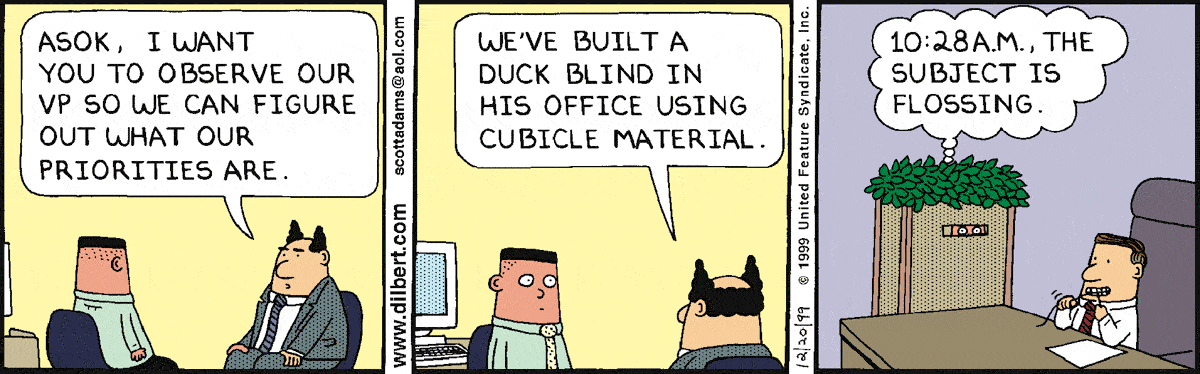 ASOK, I WANT
YOU TO OBSERVE OUR
VP SO WE CAN FIGURE
OUT WHAT OUR
PRIORITIES ARE.
www.dilbert.com scottadams@aol.com
WE'VE BUILT A
DUCK BLIND IN
HIS OFFICE USING
CUBICLE MATERIAL.
12/20/99 © 1999 United Feature Syndicate, Inc.
10:28 A.M., THE
SUBJECT IS
FLOSSING.